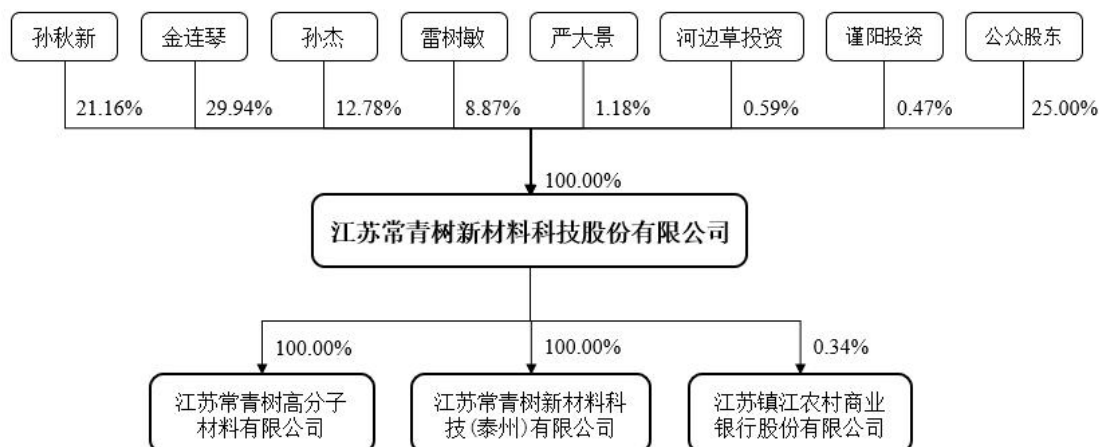 孙秋新
金连琴
孙杰
雷树敏
严大景
河边草投资
谨阳投资
公众股东
21.16%
29.94%
12.78%
8.87%
1.18%
0.59%
0.47%
25.00%
100.00%
江苏常青树新材料科技股份有限公司
100.00%
100.00%
0.34%
江苏常青树高分子
材料有限公司
江苏常青树新材料科
技(泰州)有限公司
江苏镇江农村商业
银行股份有限公司